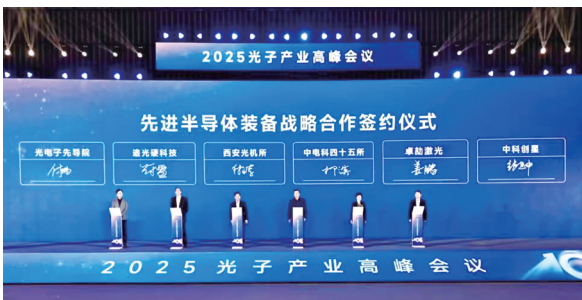 2025光子产业高峰会议
先进半导体装备战略合作签约仪式
光电子先导院
追光硬科技
西安光机所
中电科四十五所
卓励激光
中科创星
2025光子产业高峰会议